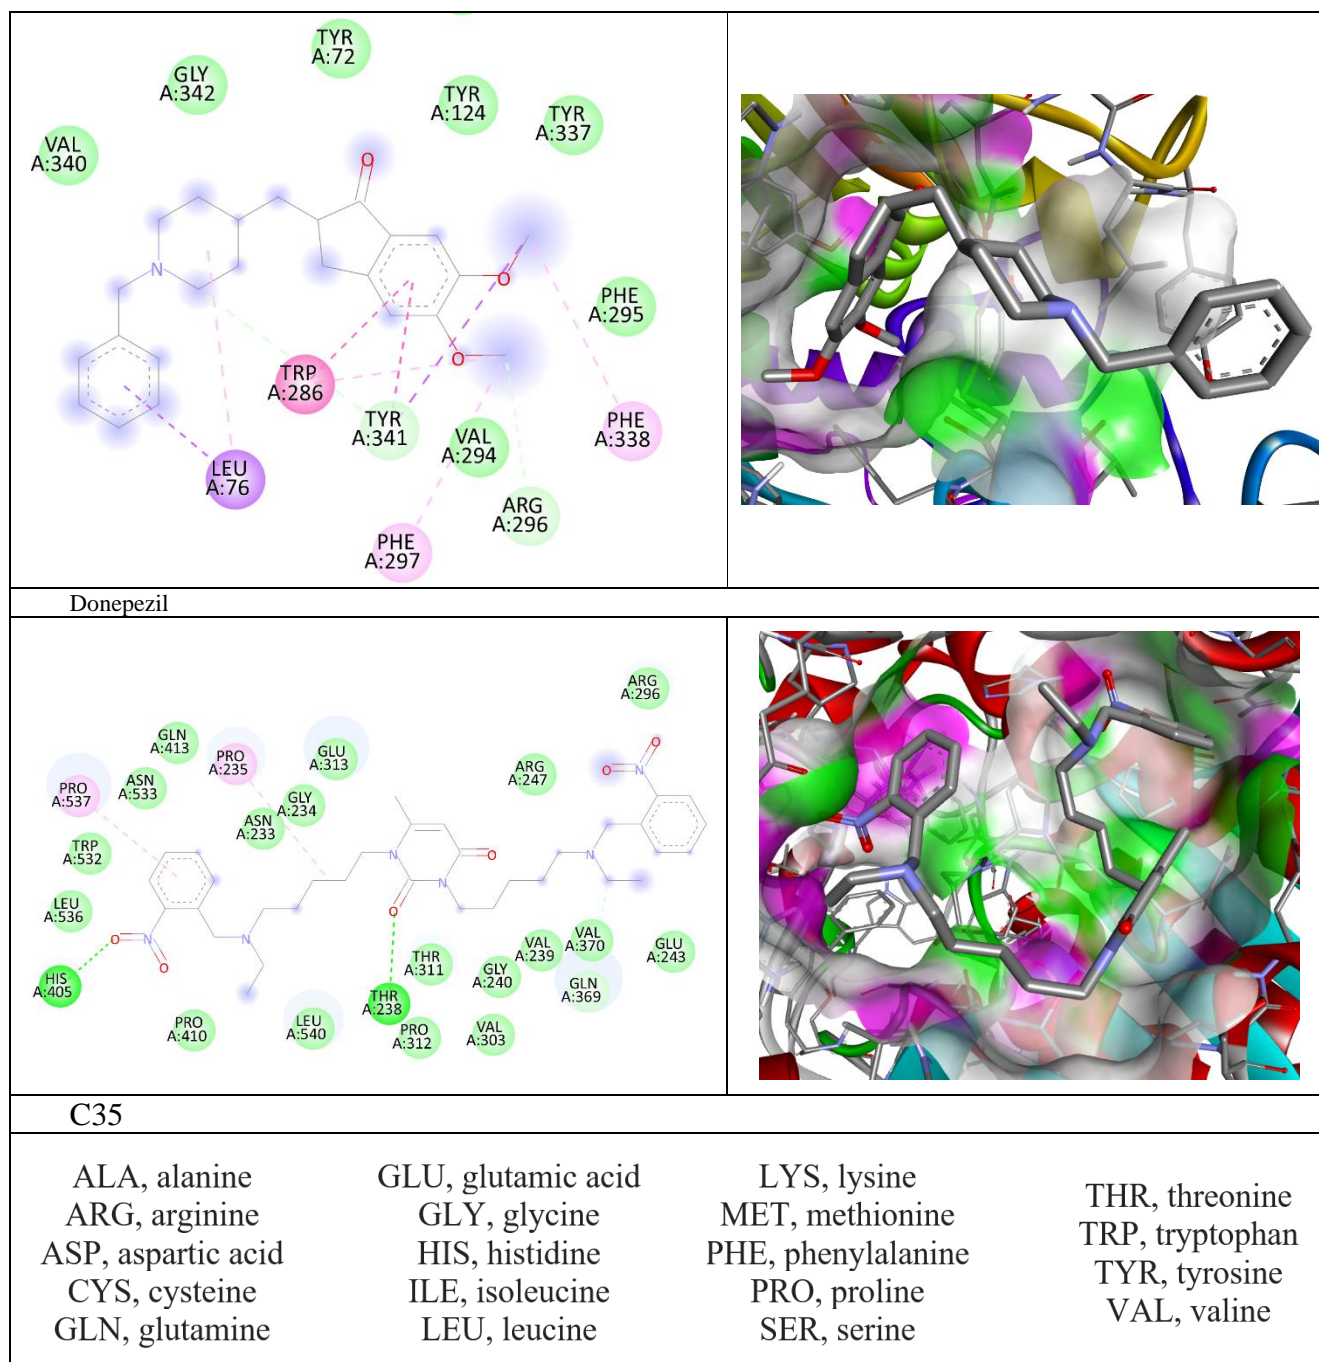 TYR
A:72
GLY
A:342
TYR
A:124
TYR
A:337
VAL
A:340
O
N
O
O
PHE
A:295
TRP
A:286
TYR
A:341
VAL
A:294
PHE
A:338
LEU
A:76
ARG
A:296
PHE
A:297
Donepezil
ARG
A:296
GLN
A:413
PRO
A:235
GLU
A:313
ARG
A:247
O
N
O
PRO
A:537
ASN
A:533
GLY
A:234
ASN
A:233
TRP
A:532
N
O
N
O
N
LEU
A:536
O
N
O
N
HIS
A:405
THR
A:311
VAL
A:239
VAL
A:370
GLU
A:243
GLY
A:240
GLN
A:369
THR
A:238
PRO
A:410
LEU
A:540
PRO
A:312
VAL
A:303
C35
ALA, alanine
ARG, arginine
ASP, aspartic acid
CYS, cysteine
GLN, glutamine
GLU, glutamic acid
GLY, glycine
HIS, histidine
ILE, isoleucine
LEU, leucine
LYS, lysine
MET, methionine
PHE, phenylalanine
PRO, proline
SER, serine
THR, threonine
TRP, tryptophan
TYR, tyrosine
VAL, valine